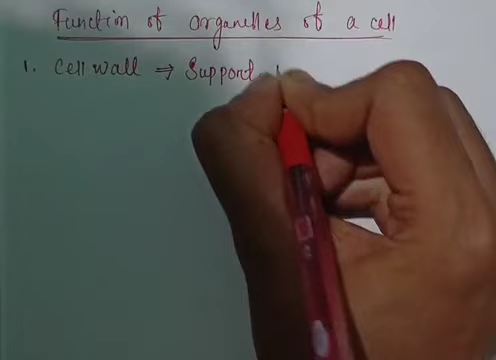 Function of organelles of a cell
1. Cell wall ⇒ Support